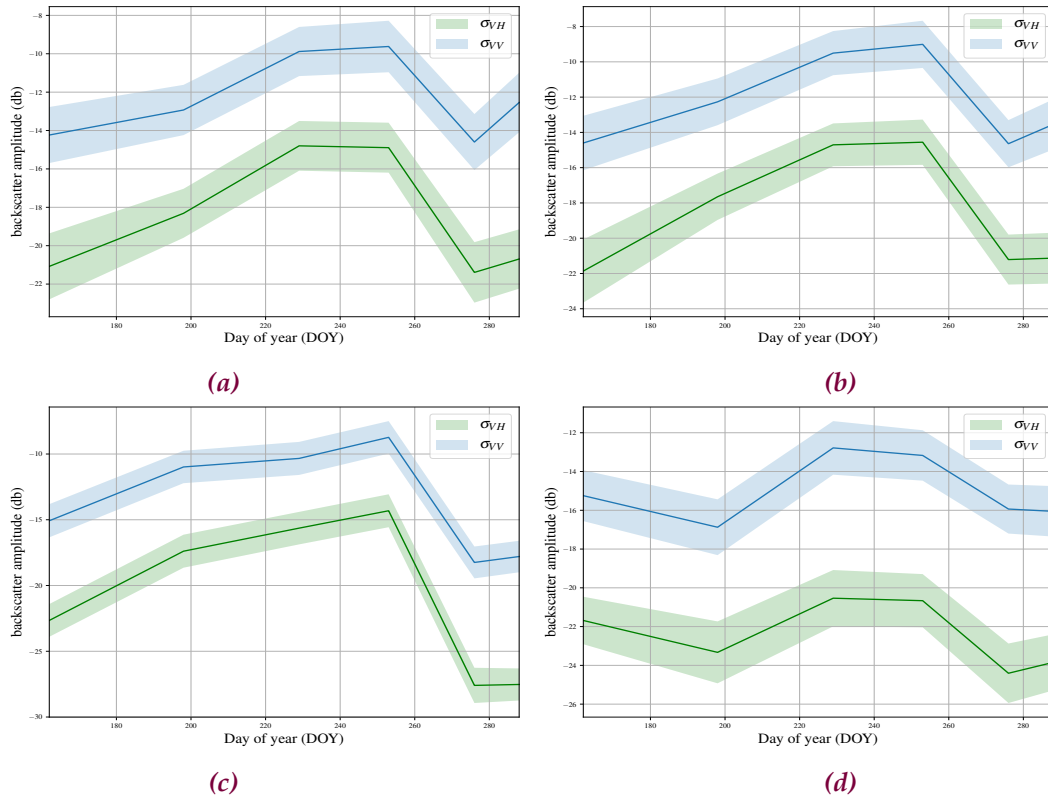 −8
−10
−12
−14
−16
−18
−20
−22
backscatter amplitude (db)
180 200 220 240 260 280
Day of year (DOY)
σVH
σVV
(a)
−8
−10
−12
−14
−16
−18
−20
−22
−24
backscatter amplitude (db)
180 200 220 240 260 280
Day of year (DOY)
σVH
σVV
(b)
−10
−15
−20
−25
−30
backscatter amplitude (db)
180 200 220 240 260 280
Day of year (DOY)
σVH
σVV
(c)
−12
−14
−16
−18
−20
−22
−24
−26
backscatter amplitude (db)
180 200 220 240 260 280
Day of year (DOY)
σVH
σVV
(d)